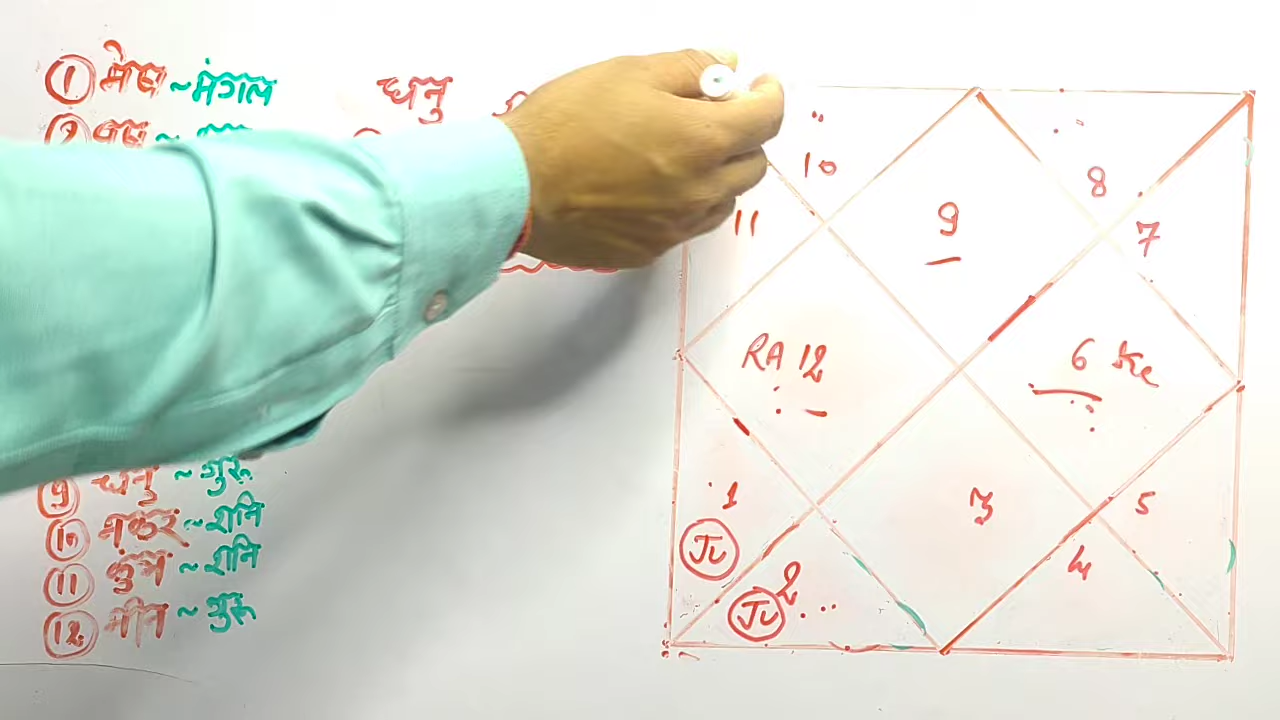 ① मेष ~ मंगल
② वृष ~
⑨ धनु ~ गुरू
⑩ मकर ~ शनि
⑪ कुंभ ~ शनि
⑫ मीन ~ गुरू
धनु
10
11
9
8
7
RA 12
6 Ke
1
Ju
2
Ju
3
4
5